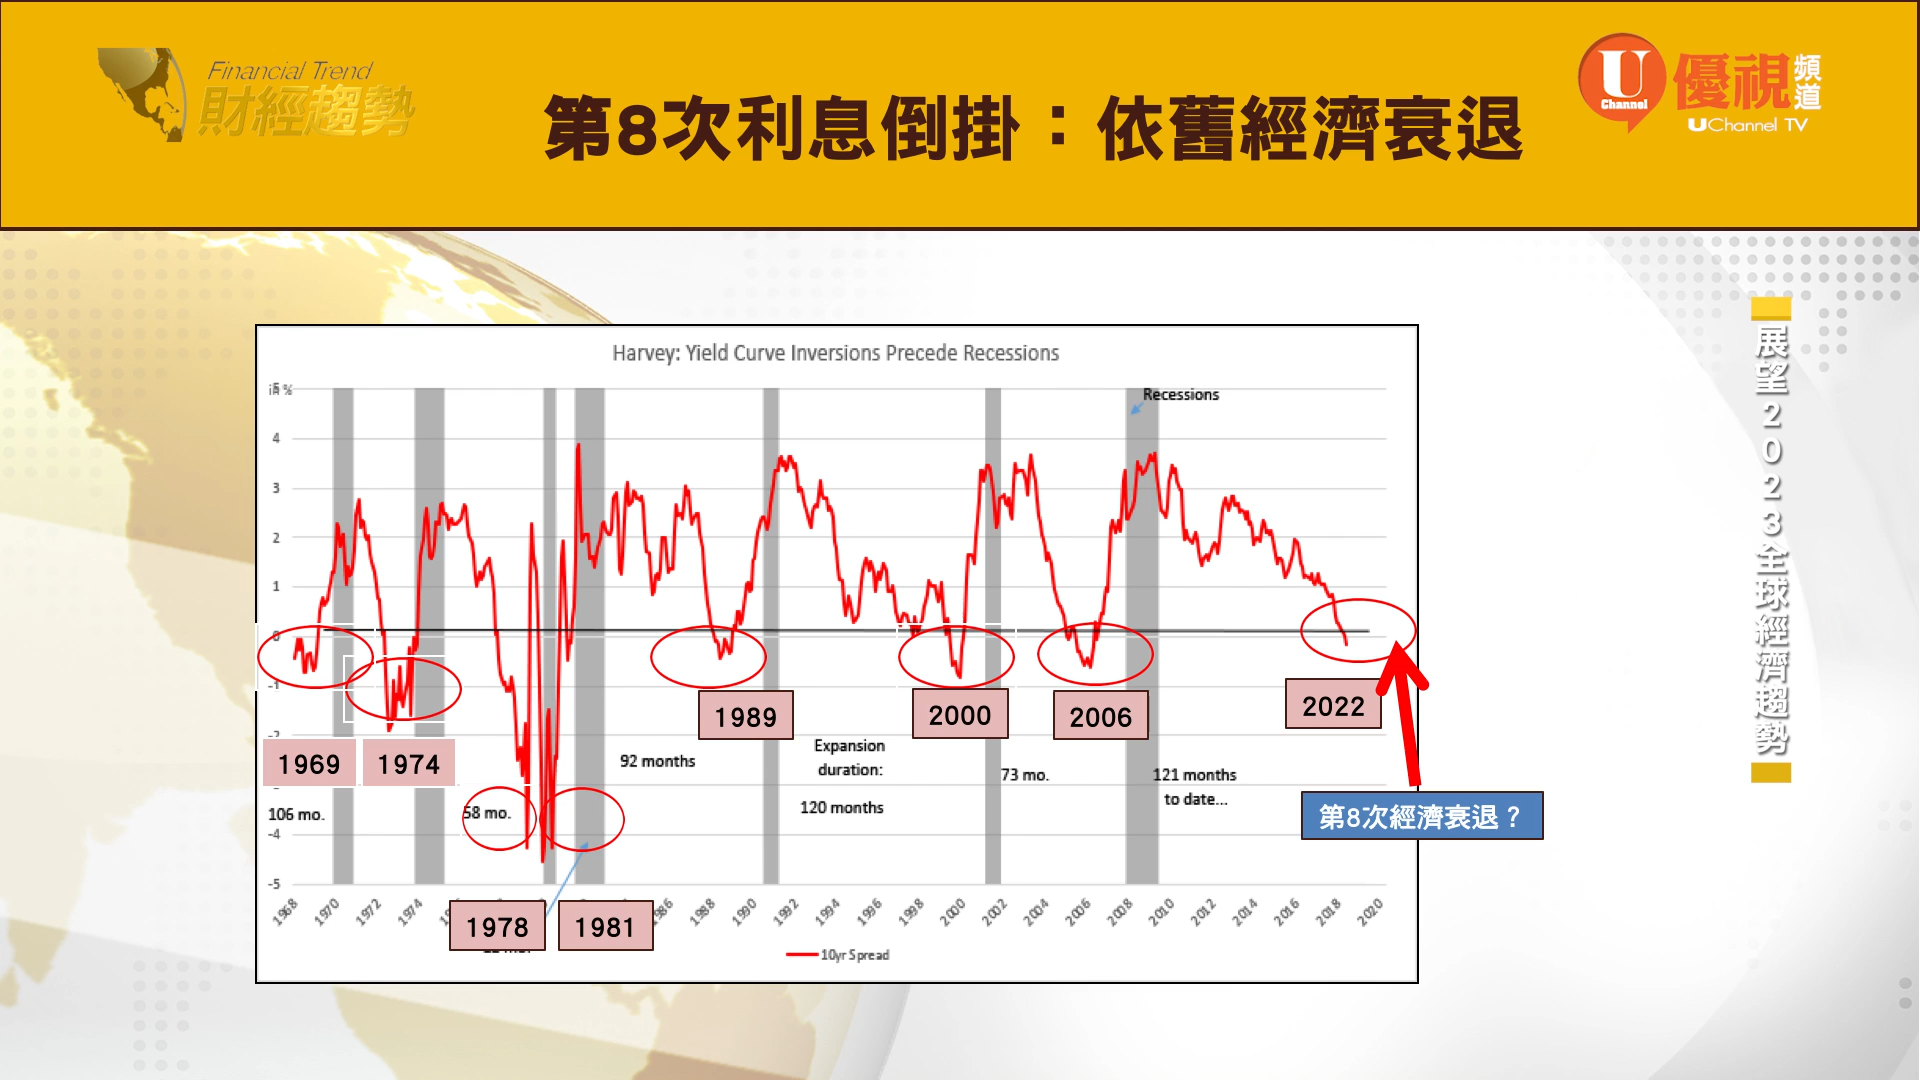 Financial Trend
財經趨勢
第8次利息倒掛：依舊經濟衰退
U
Channel
優視頻道
UChannel TV
展望2023全球經濟趨勢
Harvey: Yield Curve Inversions Precede Recessions
in %
Recessions
4
3
2
1
0
-1
-2
-4
-5
1969
1974
1989
2000
2006
2022
92 months
Expansion
duration:
120 months
73 mo.
121 months
to date...
106 mo.
58 mo.
第8次經濟衰退？
1978
1981
1968 1970 1972 1974 1988 1990 1992 1994 1996 1998 2000 2002 2004 2006 2008 2010 2012 2014 2016 2018 2020
10yr Spread